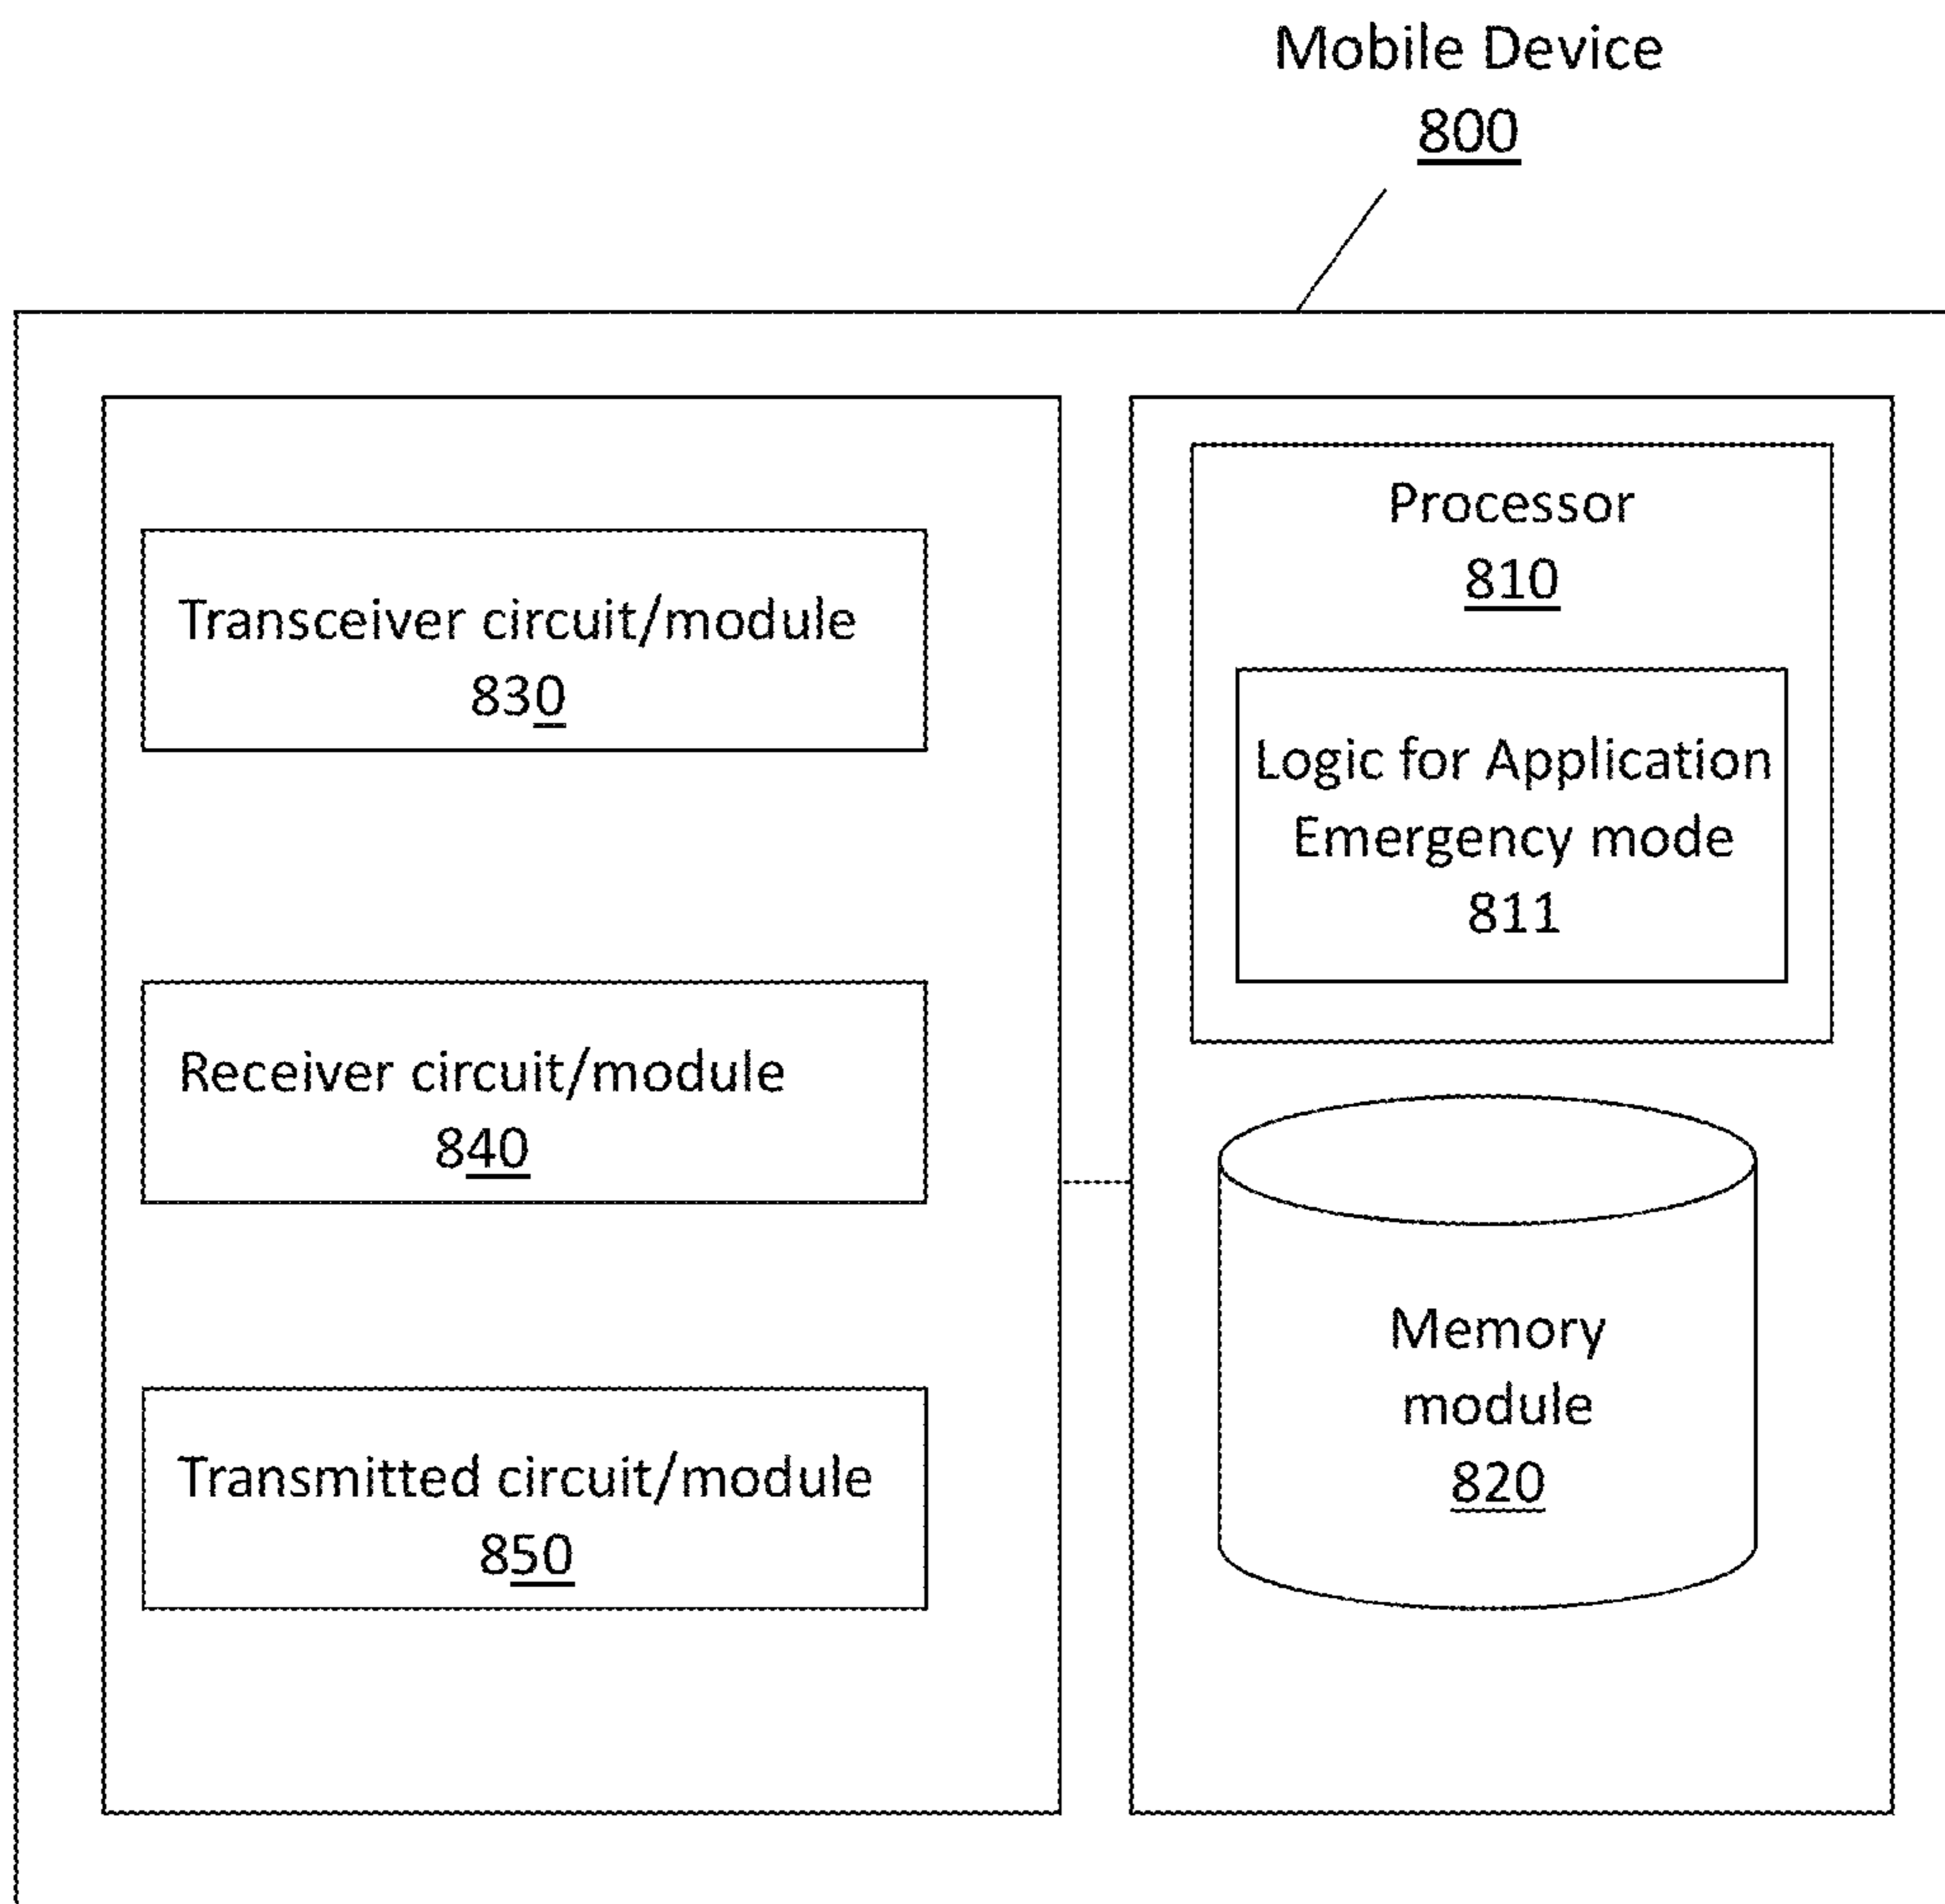 Mobile Device
800
Transceiver circuit/module
830
Receiver circuit/module
840
Transmitted circuit/module
850
Processor
810
Logic for Application
Emergency mode
811
Memory
module
820